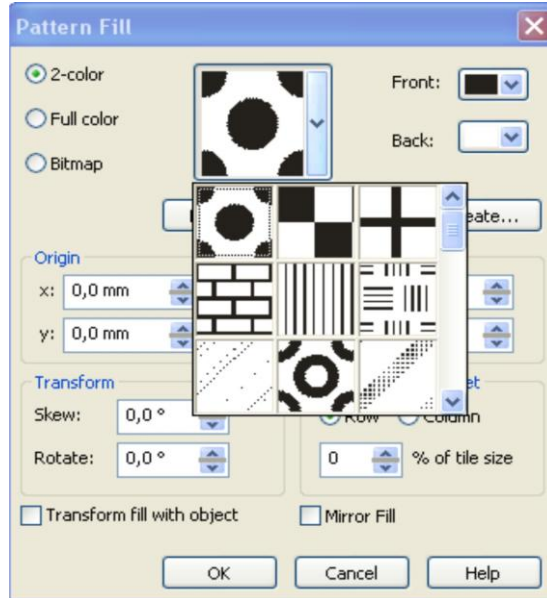 Pattern Fill
2-color
Front:
Full color
Back:
Bitmap
eate...
Origin
x: 0,0 mm
y: 0,0 mm
Transform
et
Skew: 0,0 °
Row Column
Rotate: 0,0 °
0 % of tile size
Transform fill with object
Mirror Fill
OK Cancel Help